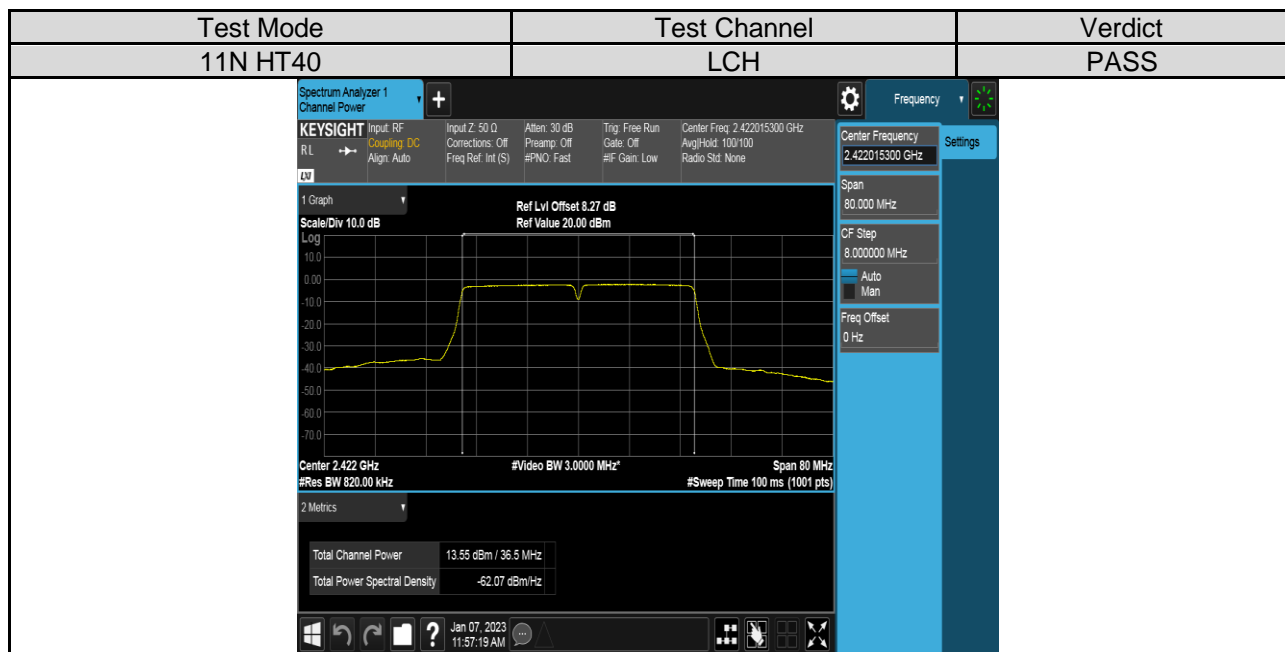 Test Mode Test Channel Verdict
11N HT40 LCH PASS
Spectrum Analyzer 1
Channel Power
+
Frequency
KEYSIGHT Input: RF Input Z: 50 Ω Atten: 30 dB Trig: Free Run Center Freq: 2.422015300 GHz
RL Coupling: DC Corrections: Off Preamp: Off Gate: Off Avg|Hold: 100/100
Align: Auto Freq Ref: Int (S) #PNO: Fast #IF Gain: Low Radio Std: None
LXI
Center Frequency
2.422015300 GHz
Settings
Span
80.000 MHz
CF Step
8.000000 MHz
Auto
Man
Freq Offset
0 Hz
1 Graph
Ref Lvl Offset 8.27 dB
Scale/Div 10.0 dB Ref Value 20.00 dBm
Log
10.0
0.00
-10.0
-20.0
-30.0
-40.0
-50.0
-60.0
-70.0
Center 2.422 GHz #Video BW 3.0000 MHz* Span 80 MHz
#Res BW 820.00 kHz #Sweep Time 100 ms (1001 pts)
2 Metrics
Total Channel Power 13.55 dBm / 36.5 MHz
Total Power Spectral Density -62.07 dBm/Hz
? Jan 07, 2023
11:57:19 AM